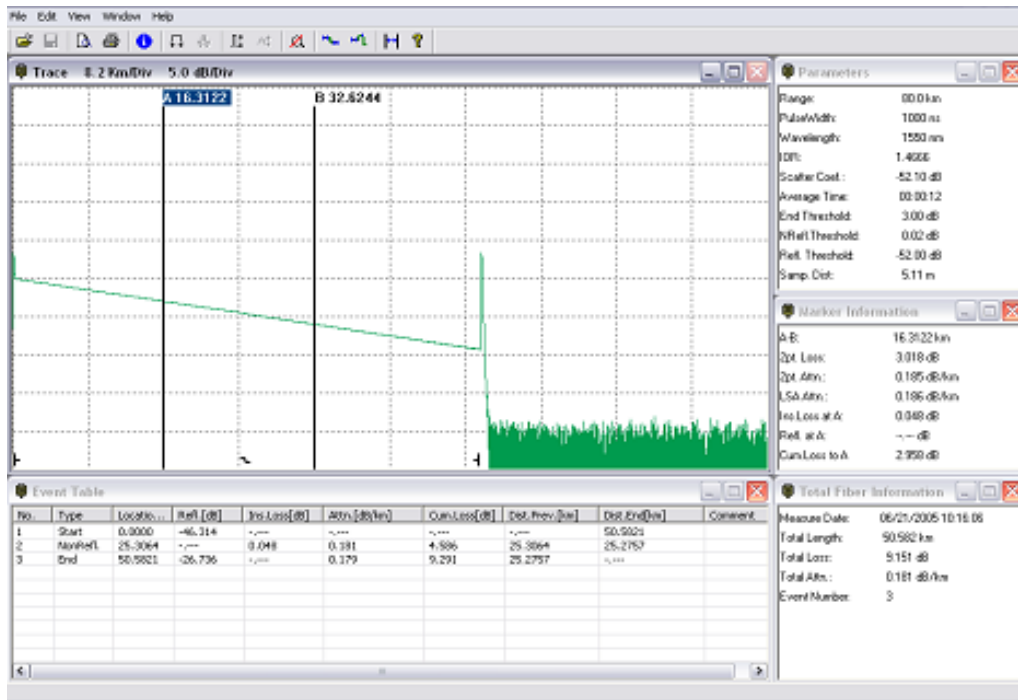 File Edit View Window Help
Trace 8.2 Km/Div 5.0 dB/Div
A 16.3122 B 32.6244
Parameters
Range: 80.0 km
PulseWidth: 1000 ns
Wavelength: 1550 nm
IOR: 1.4666
Scatter Coef.: -52.10 dB
Average Time: 00:00:12
End Threshold: 3.00 dB
NRefl.Threshold: 0.02 dB
Refl. Threshold: -52.00 dB
Samp. Dist: 5.11 m
Marker Information
A-B: 16.3122 km
2pt. Loss: 3.018 dB
2pt. Attn.: 0.185 dB/km
LSA Attn.: 0.186 dB/km
Ins.Loss at A: 0.048 dB
Refl. at A: --.-- dB
Cum.Loss to A: 2.958 dB
Event Table
No. Type Locatio... Refl.[dB] Ins.Loss[dB] Attn.[dB/km] Cum.Loss[dB] Dist.Prev.[km] Dist.End[km] Comment
1 Start 0.0000 -46.314 -.--- -.--- -.--- -.--- 50.5821
2 NonRefl. 25.3064 -.--- 0.048 0.181 4.586 25.3064 25.2757
3 End 50.5821 -26.736 -.--- 0.179 9.291 25.2757 -.---
Total Fiber Information
Measure Date: 06/21/2005 10:16:06
Total Length: 50.582 km
Total Loss: 9.151 dB
Total Attn.: 0.181 dB/km
Event Number: 3